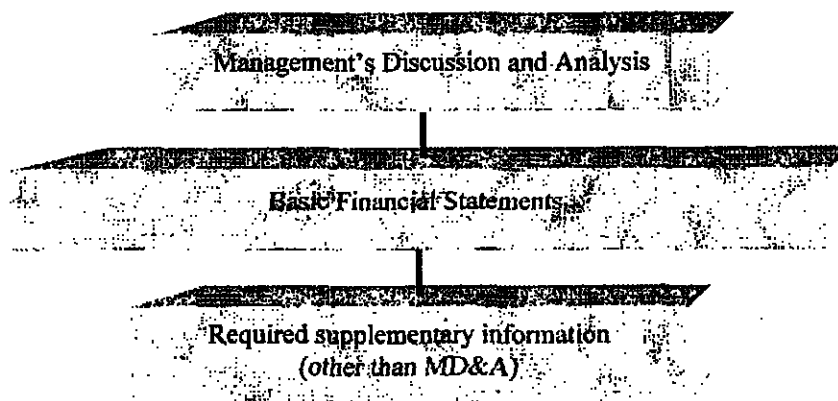 Management's Discussion and Analysis
Basic Financial Statements
Required supplementary information
(other than MD&A)